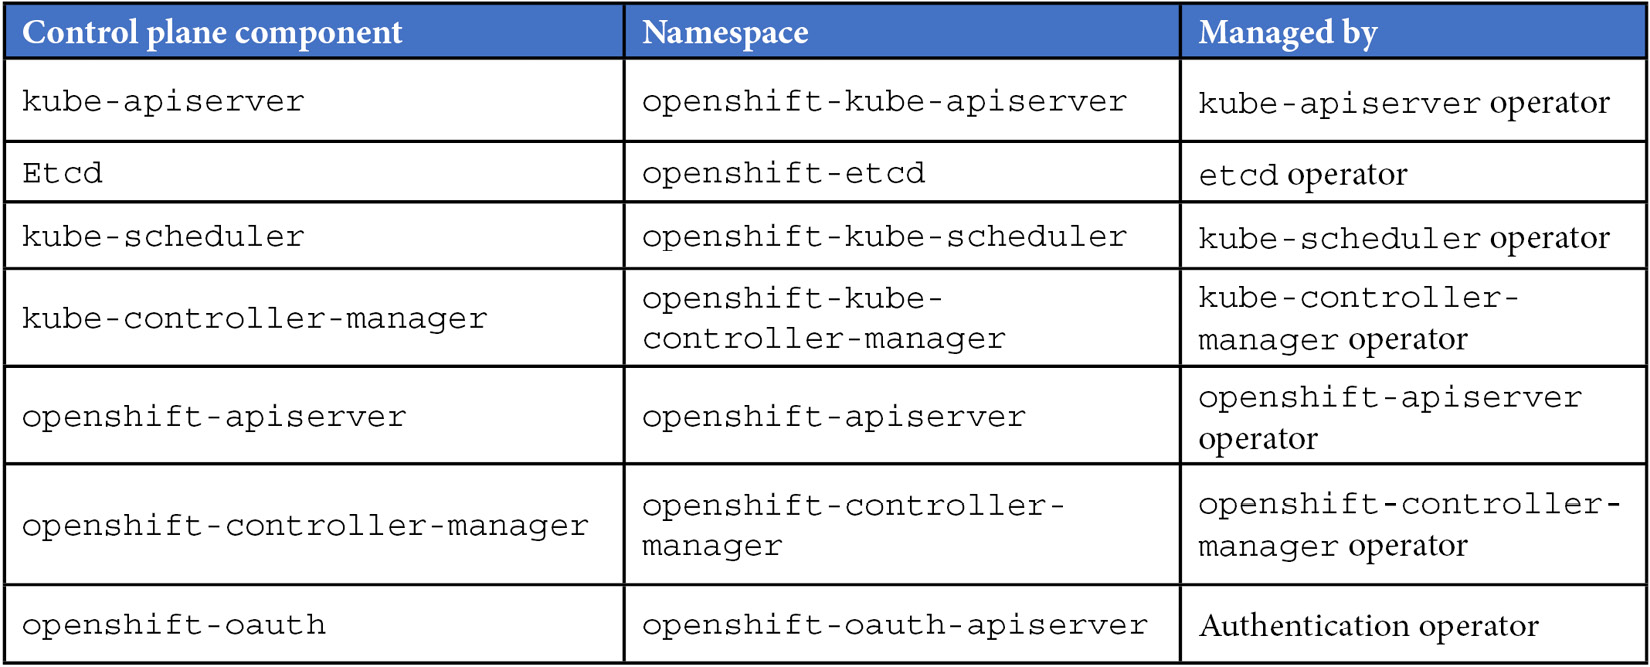 Control plane component Namespace Managed by
kube-apiserver openshift-kube-apiserver kube-apiserver operator
Etcd openshift-etcd etcd operator
kube-scheduler openshift-kube-scheduler kube-scheduler operator
kube-controller-manager
openshift-kube-
controller-manager
kube-controller-
manager operator
openshift-apiserver openshift-apiserver
openshift-apiserver
operator
openshift-controller-manager
openshift-controller-
manager
openshift-controller-
manager operator
openshift-oauth openshift-oauth-apiserver Authentication operator